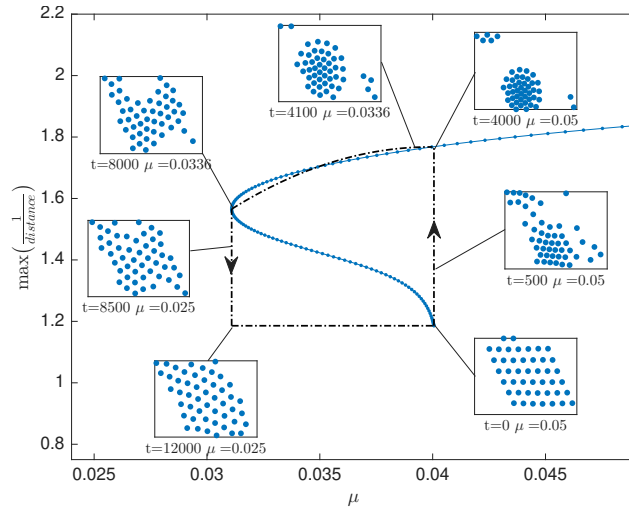 2.2
2
1.8
1.6
1.4
1.2
1
0.8
max(1/distance)
0.025
0.03
0.035
0.04
0.045
μ
t=8000 μ =0.0336
t=4100 μ =0.0336
t=4000 μ =0.05
t=8500 μ =0.025
t=500 μ =0.05
t=12000 μ =0.025
t=0 μ =0.05